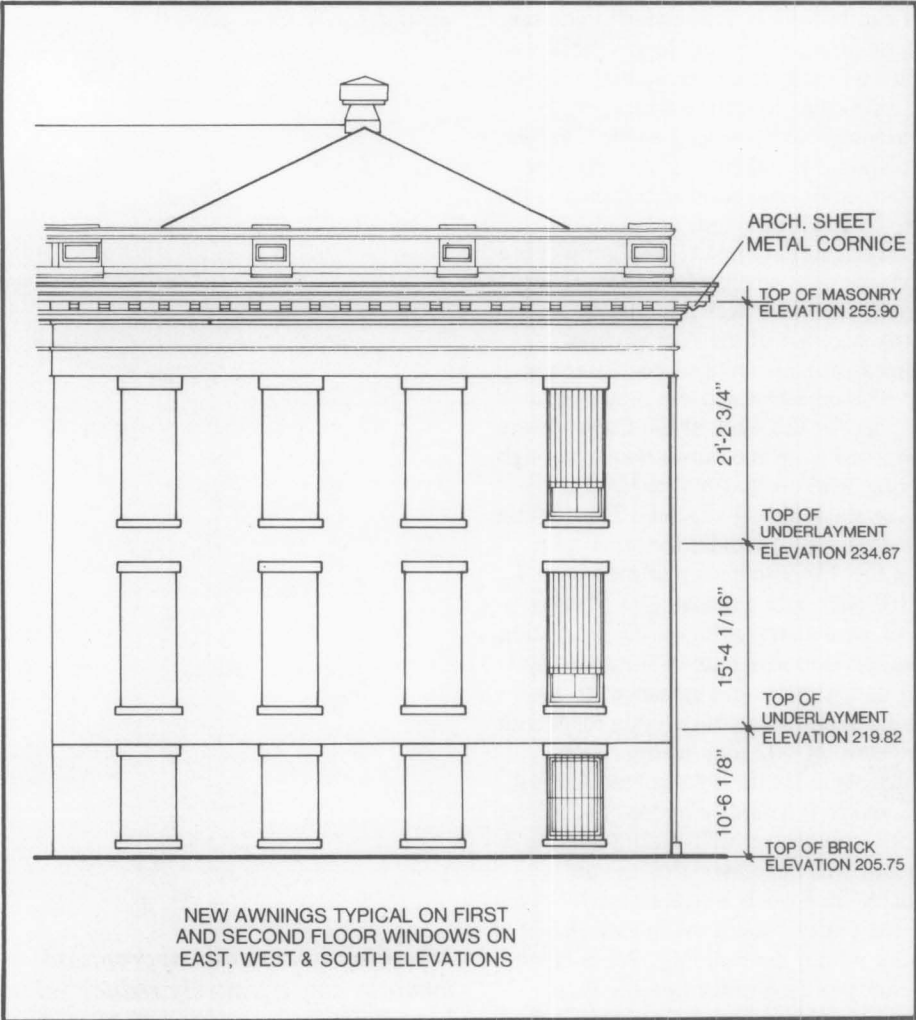 ARCH. SHEET
METAL CORNICE
TOP OF MASONRY
ELEVATION 255.90
21'-2 3/4"
TOP OF
UNDERLAYMENT
ELEVATION 234.67
15'-4 1/16"
TOP OF
UNDERLAYMENT
ELEVATION 219.82
10'-6 1/8"
TOP OF BRICK
ELEVATION 205.75
NEW AWNINGS TYPICAL ON FIRST
AND SECOND FLOOR WINDOWS ON
EAST, WEST & SOUTH ELEVATIONS